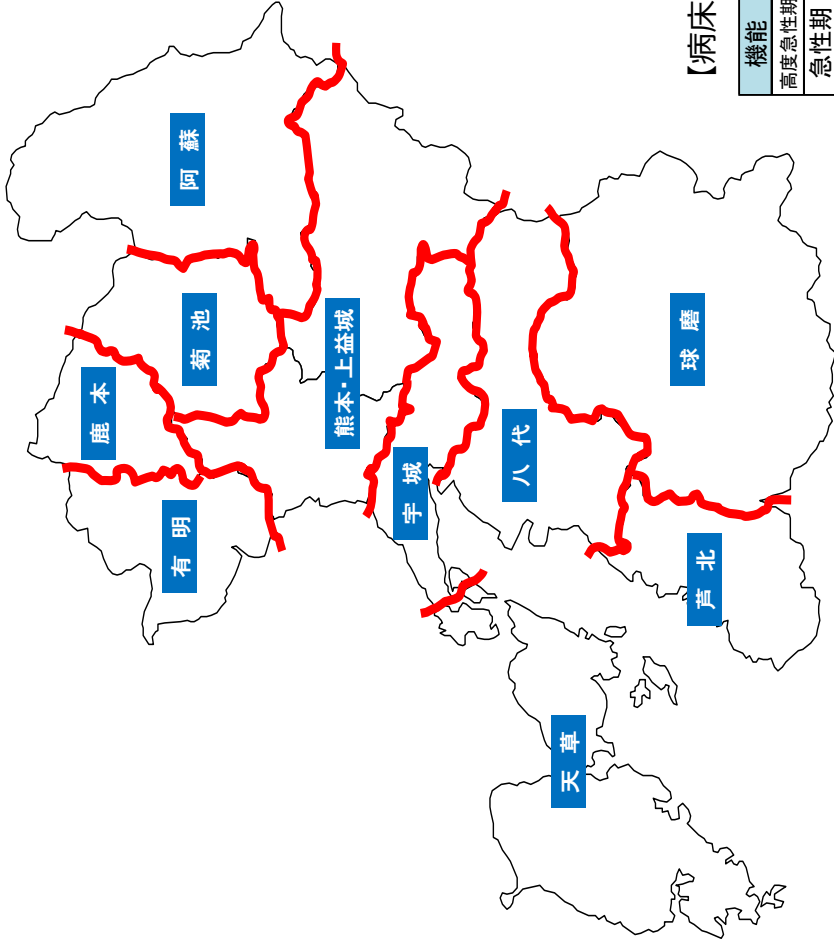 阿 蘇
菊 池
鹿 本
有 明
熊本・上益城
宇 城
八 代
球 磨
芦 北
天 草
【病床
機能
高度急性期
急性期